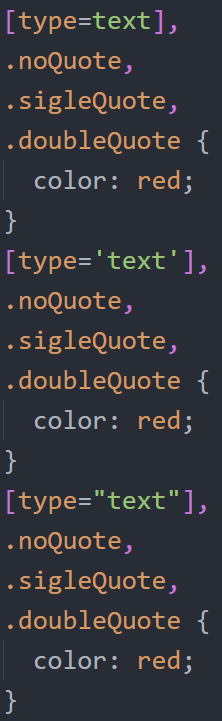 [type=text],
.noQuote,
.sigleQuote,
.doubleQuote {
  color: red;
}
[type='text'],
.noQuote,
.sigleQuote,
.doubleQuote {
  color: red;
}
[type="text"],
.noQuote,
.sigleQuote,
.doubleQuote {
  color: red;
}